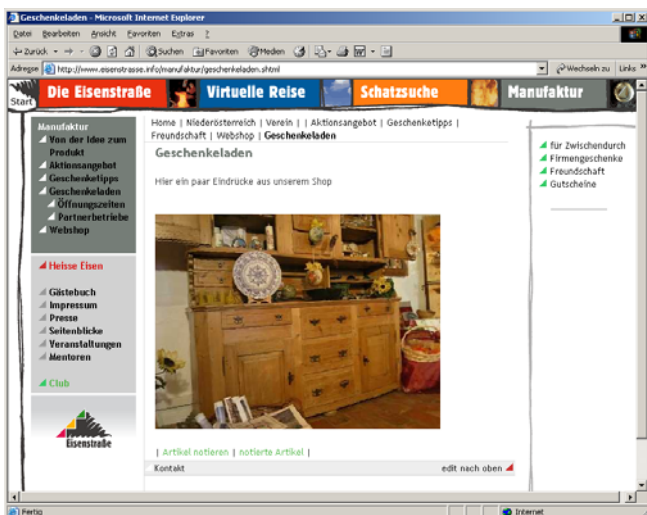 Geschenkeladen - Microsoft Internet Explorer
Datei Bearbeiten Ansicht Favoriten Extras ?
Zurück Suchen Favoriten Medien
Adresse http://www.eisenstrasse.info/manufaktur/geschenkeladen.shtml Wechseln zu Links »
Start Die Eisenstraße Virtuelle Reise Schatzsuche Manufaktur
Manufaktur
Von der Idee zum
Produkt
Aktionsangebot
Geschenketipps
Geschenkeladen
Öffnungszeiten
Partnerbetriebe
Webshop
Heisse Eisen
Gästebuch
Impressum
Presse
Seitenblicke
Veranstaltungen
Mentoren
Club
Eisenstraße
Home | Niederösterreich | Verein | | Aktionsangebot | Geschenketipps |
Freundschaft | Webshop | Geschenkeladen
Geschenkeladen
Hier ein paar Eindrücke aus unserem Shop
| Artikel notieren | notierte Artikel |
Kontakt edit nach oben
für Zwischendurch
Firmengeschenke
Freundschaft
Gutscheine
Fertig Internet